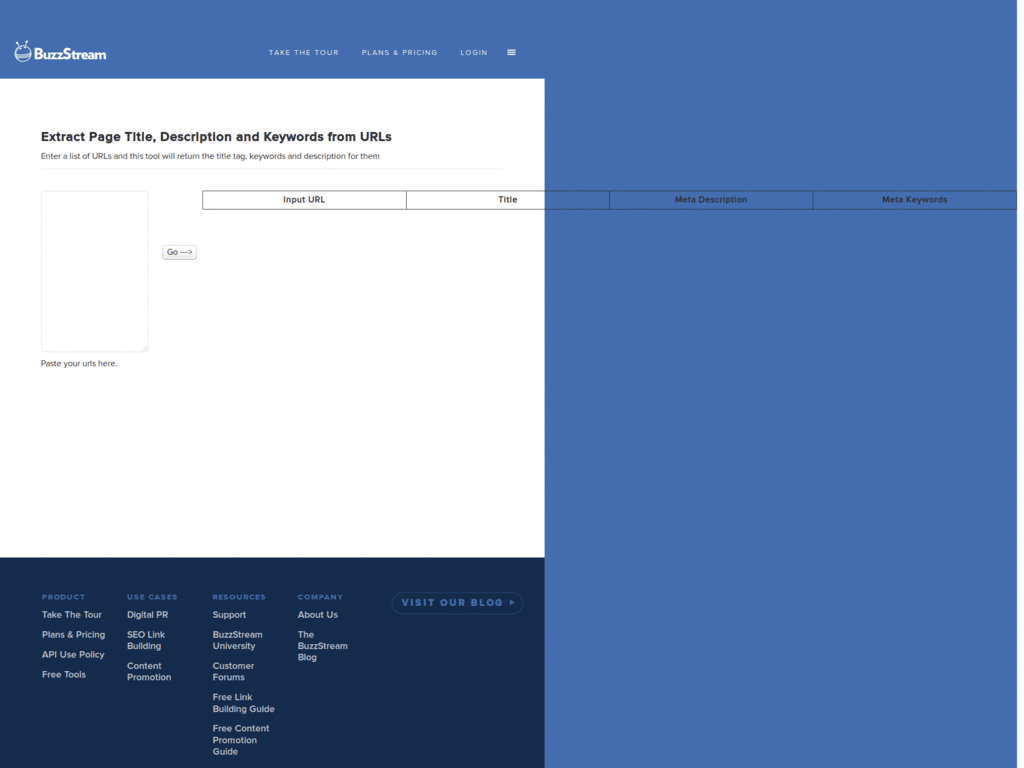 BuzzStream
TAKE THE TOUR
PLANS & PRICING
LOGIN
Extract Page Title, Description and Keywords from URLs
Enter a list of URLs and this tool will return the title tag, keywords and description for them
Input URL
Title
Meta Description
Meta Keywords
Go --->
Paste your urls here.
PRODUCT
Take The Tour
Plans & Pricing
API Use Policy
Free Tools
USE CASES
Digital PR
SEO Link
Building
Content
Promotion
RESOURCES
Support
BuzzStream
University
Customer
Forums
Free Link
Building Guide
Free Content
Promotion
Guide
COMPANY
About Us
The
BuzzStream
Blog
VISIT OUR BLOG